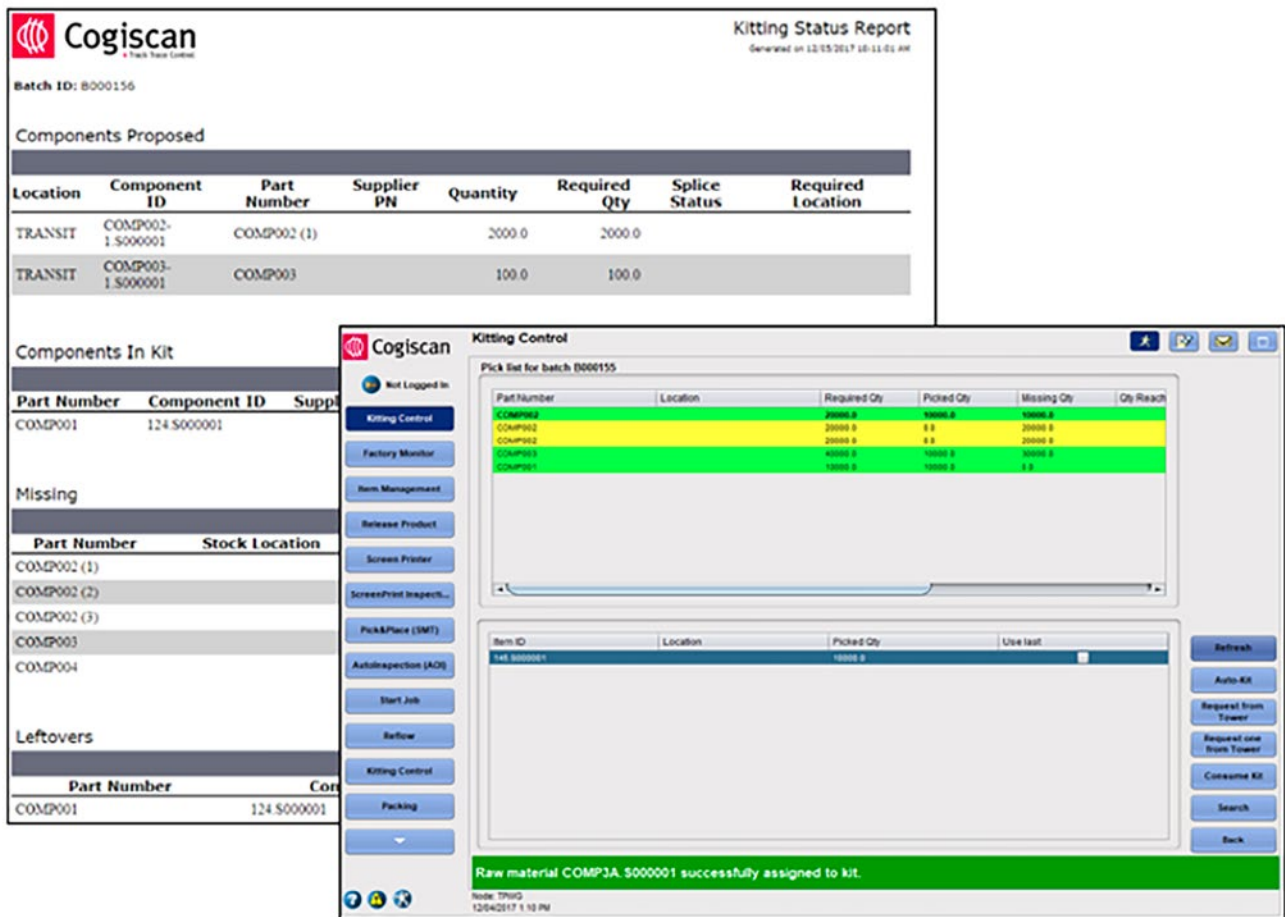 Cogiscan
Track Trace Control
Kitting Status Report
Generated on 12/05/2017 10:11:01 AM
Batch ID: B000156
Components Proposed
Location Component ID Part Number Supplier PN Quantity Required Qty Splice Status Required Location
TRANSIT COMP002-1.S000001 COMP002 (1) 2000.0 2000.0
TRANSIT COMP003-1.S000001 COMP003 100.0 100.0
Components In Kit
Part Number Component ID Suppl
COMP001 124.S000001
Missing
Part Number Stock Location
COMP002 (1)
COMP002 (2)
COMP002 (3)
COMP003
COMP004
Leftovers
Part Number Con
COMP001 124.S000001
Cogiscan
Not Logged In
Kitting Control
Factory Monitor
Item Management
Release Product
Screen Printer
ScreenPrint Inspecti...
Pick&Place (SMT)
AutoInspection (AOI)
Start Job
Reflow
Kitting Control
Packing
Kitting Control
Pick list for batch B000155
Part Number Location Required Qty Picked Qty Missing Qty Qty Reach
COMP002 20000.0 10000.0 10000.0
COMP002 20000.0 0.0 20000.0
COMP002 20000.0 0.0 20000.0
COMP003 40000.0 10000.0 30000.0
COMP001 10000.0 10000.0 0.0
Item ID Location Picked Qty Use last
145.S000001 10000.0
Refresh
Auto-Kit
Request from Tower
Request one from Tower
Consume Kit
Search
Back
Raw material COMP3A.S000001 successfully assigned to kit.
Node: TPWG
12/04/2017 1:10 PM